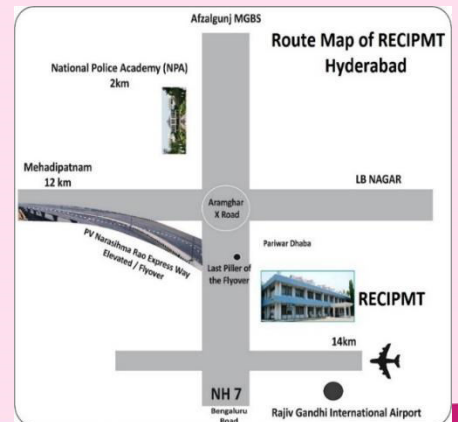 Afzalgunj MGBS
Route Map of RECIPMT
Hyderabad
National Police Academy (NPA)
2km
Mehadipatnam
12 km
LB NAGAR
Aramghar
X Road
PV Narasihma Rao Express Way
Elevated / Flyover
Pariwar Dhaba
Last Piller of
the Flyover
RECIPMT
14km
NH 7
Bengaluru
Road
Rajiv Gandhi International Airport